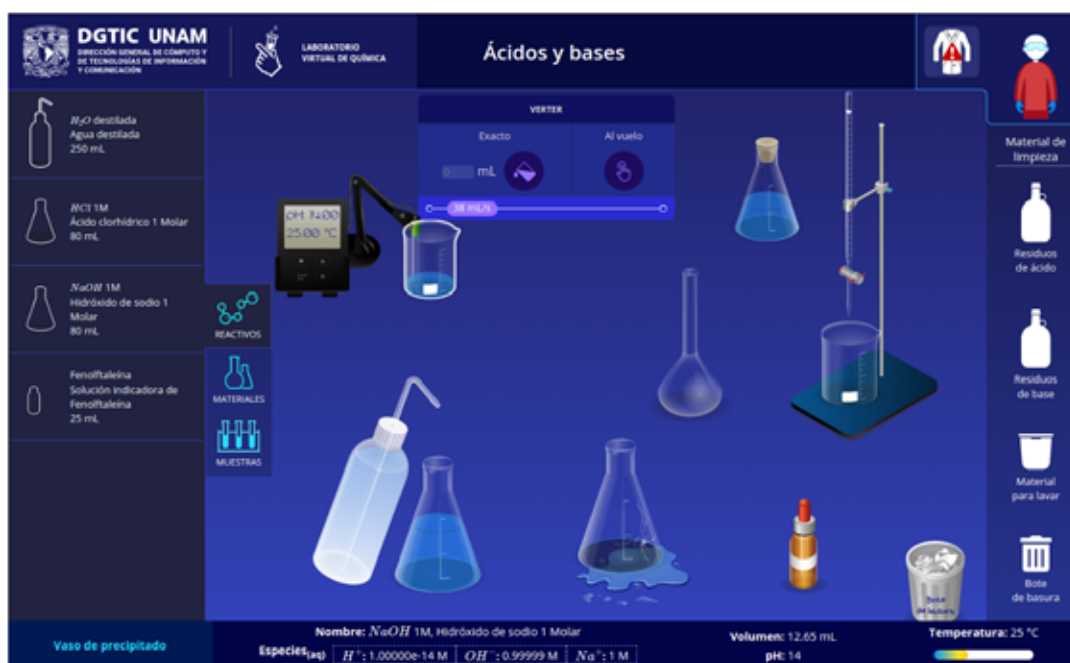 DGTIC UNAM
DIRECCIÓN GENERAL DE CÓMPUTO Y
DE TECNOLOGÍAS DE INFORMACIÓN
Y COMUNICACIÓN
LABORATORIO
VIRTUAL DE QUÍMICA
Ácidos y bases
H₂O destilada
Agua destilada
250 mL
HCl 1M
Ácido clorhídrico 1 Molar
80 mL
NaOH 1M
Hidróxido de sodio 1
Molar
80 mL
Fenolftaleína
Solución indicadora de
Fenolftaleína
25 mL
REACTIVOS
MATERIALES
MUESTRAS
VERTER
Exacto
Al vuelo
0 mL
38 mL/s
pH 14.00
25.00 °C
Material de
limpieza
Residuos
de ácido
Residuos
de base
Material
para lavar
Bote
de basura
Bote
de basura
Vaso de precipitado
Nombre: NaOH 1M, Hidróxido de sodio 1 Molar
Especies(aq) H⁺: 1.00000e-14 M OH⁻: 0.99999 M Na⁺: 1 M
Volumen: 12.65 mL
pH: 14
Temperatura: 25 °C